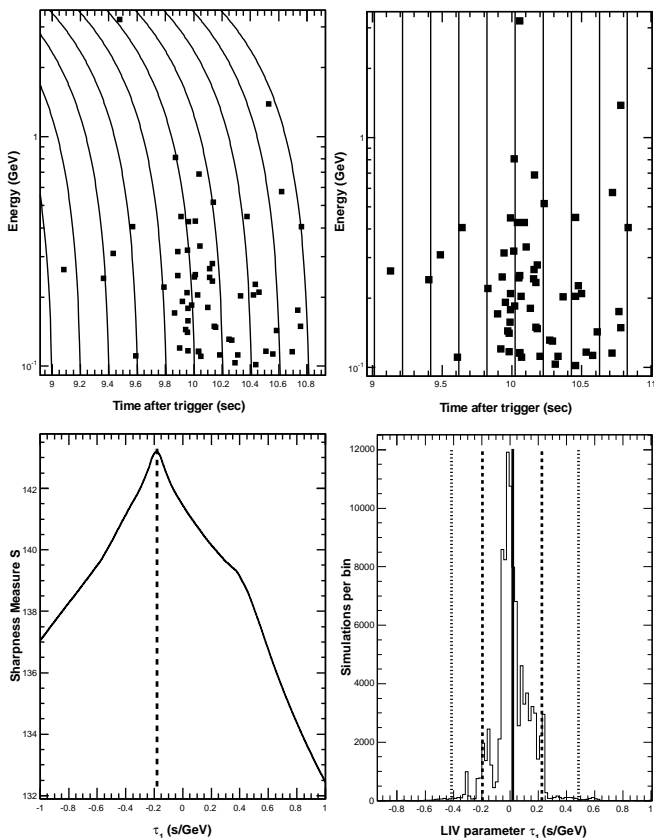 Energy (GeV)
1
10-1
9 9.2 9.4 9.6 9.8 10 10.2 10.4 10.6 10.8
Time after trigger (sec)
Energy (GeV)
1
10-1
9 9.5 10 10.5 11
Time after trigger (sec)
Sharpness Measure S
142
140
138
136
134
132
-1 -0.8 -0.6 -0.4 -0.2 0 0.2 0.4 0.6 0.8 1
τ1 (s/GeV)
Simulations per bin
12000
10000
8000
6000
4000
2000
0
-0.8 -0.6 -0.4 -0.2 0 0.2 0.4 0.6 0.8 1
LIV parameter τ1 (s/GeV)